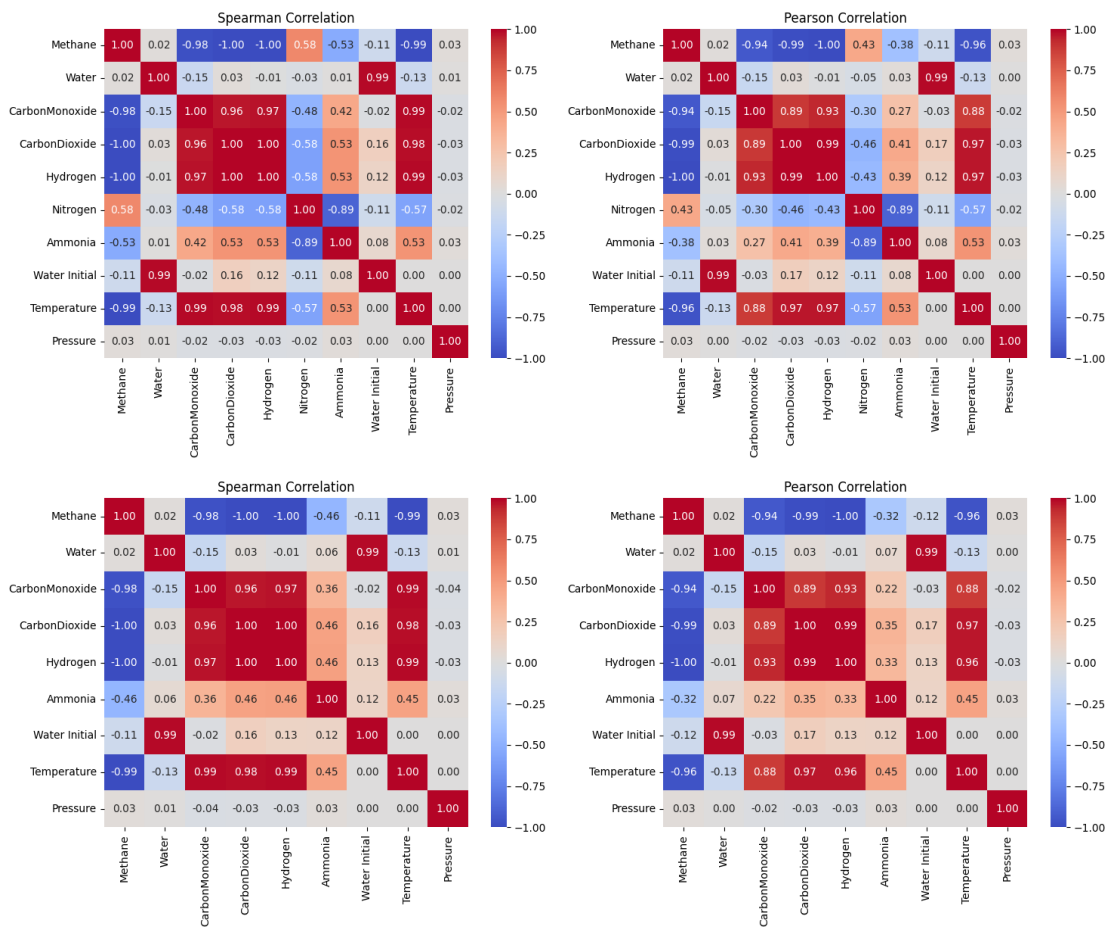 Spearman Correlation
Methane 1.00 0.02 -0.98 -1.00 -1.00 0.58 -0.53 -0.11 -0.99 0.03
Water 0.02 1.00 -0.15 0.03 -0.01 -0.03 0.01 0.99 -0.13 0.01
CarbonMonoxide -0.98 -0.15 1.00 0.96 0.97 -0.48 0.42 -0.02 0.99 -0.02
CarbonDioxide -1.00 0.03 0.96 1.00 1.00 -0.58 0.53 0.16 0.98 -0.03
Hydrogen -1.00 -0.01 0.97 1.00 1.00 -0.58 0.53 0.12 0.99 -0.03
Nitrogen 0.58 -0.03 -0.48 -0.58 -0.58 1.00 -0.89 -0.11 -0.57 -0.02
Ammonia -0.53 0.01 0.42 0.53 0.53 -0.89 1.00 0.08 0.53 0.03
Water Initial -0.11 0.99 -0.02 0.16 0.12 -0.11 0.08 1.00 0.00 0.00
Temperature -0.99 -0.13 0.99 0.98 0.99 -0.57 0.53 0.00 1.00 0.00
Pressure 0.03 0.01 -0.02 -0.03 -0.03 -0.02 0.03 0.00 0.00 1.00
Methane Water CarbonMonoxide CarbonDioxide Hydrogen Nitrogen Ammonia Water Initial Temperature Pressure
1.00
0.75
0.50
0.25
0.00
−0.25
−0.50
−0.75
−1.00
Pearson Correlation
Methane 1.00 0.02 -0.94 -0.99 -1.00 0.43 -0.38 -0.11 -0.96 0.03
Water 0.02 1.00 -0.15 0.03 -0.01 -0.05 0.03 0.99 -0.13 0.00
CarbonMonoxide -0.94 -0.15 1.00 0.89 0.93 -0.30 0.27 -0.03 0.88 -0.02
CarbonDioxide -0.99 0.03 0.89 1.00 0.99 -0.46 0.41 0.17 0.97 -0.03
Hydrogen -1.00 -0.01 0.93 0.99 1.00 -0.43 0.39 0.12 0.97 -0.03
Nitrogen 0.43 -0.05 -0.30 -0.46 -0.43 1.00 -0.89 -0.11 -0.57 -0.02
Ammonia -0.38 0.03 0.27 0.41 0.39 -0.89 1.00 0.08 0.53 0.03
Water Initial -0.11 0.99 -0.03 0.17 0.12 -0.11 0.08 1.00 0.00 0.00
Temperature -0.96 -0.13 0.88 0.97 0.97 -0.57 0.53 0.00 1.00 0.00
Pressure 0.03 0.00 -0.02 -0.03 -0.03 -0.02 0.03 0.00 0.00 1.00
Methane Water CarbonMonoxide CarbonDioxide Hydrogen Nitrogen Ammonia Water Initial Temperature Pressure
1.00
0.75
0.50
0.25
0.00
−0.25
−0.50
−0.75
−1.00
Spearman Correlation
Methane 1.00 0.02 -0.98 -1.00 -1.00 -0.46 -0.11 -0.99 0.03
Water 0.02 1.00 -0.15 0.03 -0.01 0.06 0.99 -0.13 0.01
CarbonMonoxide -0.98 -0.15 1.00 0.96 0.97 0.36 -0.02 0.99 -0.04
CarbonDioxide -1.00 0.03 0.96 1.00 1.00 0.46 0.16 0.98 -0.03
Hydrogen -1.00 -0.01 0.97 1.00 1.00 0.46 0.13 0.99 -0.03
Ammonia -0.46 0.06 0.36 0.46 0.46 1.00 0.12 0.45 0.03
Water Initial -0.11 0.99 -0.02 0.16 0.13 0.12 1.00 0.00 0.00
Temperature -0.99 -0.13 0.99 0.98 0.99 0.45 0.00 1.00 0.00
Pressure 0.03 0.01 -0.04 -0.03 -0.03 0.03 0.00 0.00 1.00
Methane Water CarbonMonoxide CarbonDioxide Hydrogen Ammonia Water Initial Temperature Pressure
1.00
0.75
0.50
0.25
0.00
−0.25
−0.50
−0.75
−1.00
Pearson Correlation
Methane 1.00 0.02 -0.94 -0.99 -1.00 -0.32 -0.12 -0.96 0.03
Water 0.02 1.00 -0.15 0.03 -0.01 0.07 0.99 -0.13 0.00
CarbonMonoxide -0.94 -0.15 1.00 0.89 0.93 0.22 -0.03 0.88 -0.02
CarbonDioxide -0.99 0.03 0.89 1.00 0.99 0.35 0.17 0.97 -0.03
Hydrogen -1.00 -0.01 0.93 0.99 1.00 0.33 0.13 0.96 -0.03
Ammonia -0.32 0.07 0.22 0.35 0.33 1.00 0.12 0.45 0.03
Water Initial -0.12 0.99 -0.03 0.17 0.13 0.12 1.00 0.00 0.00
Temperature -0.96 -0.13 0.88 0.97 0.96 0.45 0.00 1.00 0.00
Pressure 0.03 0.00 -0.02 -0.03 -0.03 0.03 0.00 0.00 1.00
Methane Water CarbonMonoxide CarbonDioxide Hydrogen Ammonia Water Initial Temperature Pressure
1.00
0.75
0.50
0.25
0.00
−0.25
−0.50
−0.75
−1.00